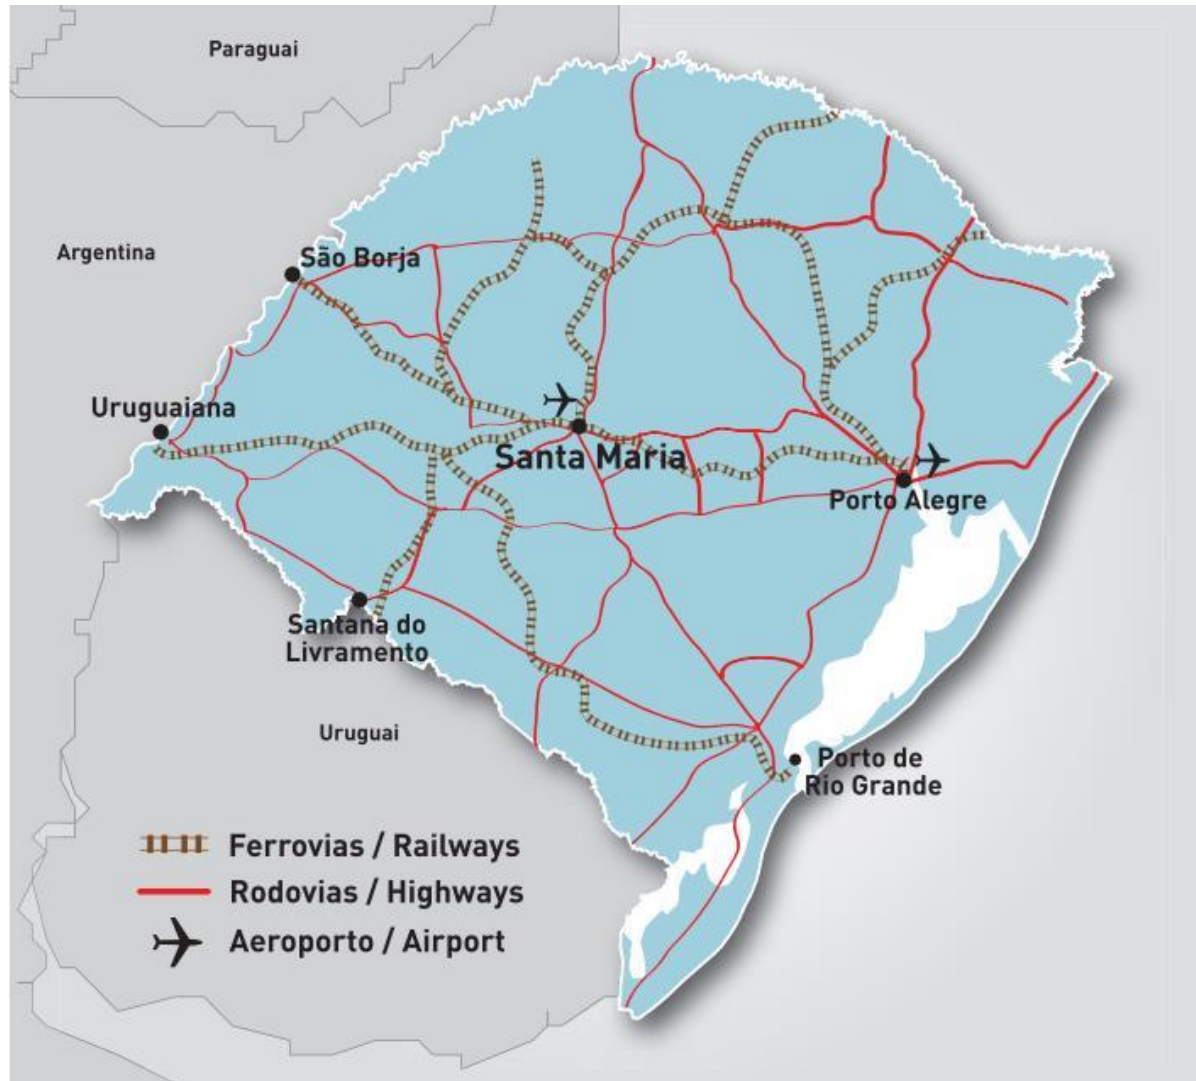 Paraguai
Argentina
São Borja
Uruguaiana
Santa Maria
Porto Alegre
Santana do
Livramento
Uruguai
Porto de
Rio Grande
Ferrovias / Railways
Rodovias / Highways
Aeroporto / Airport